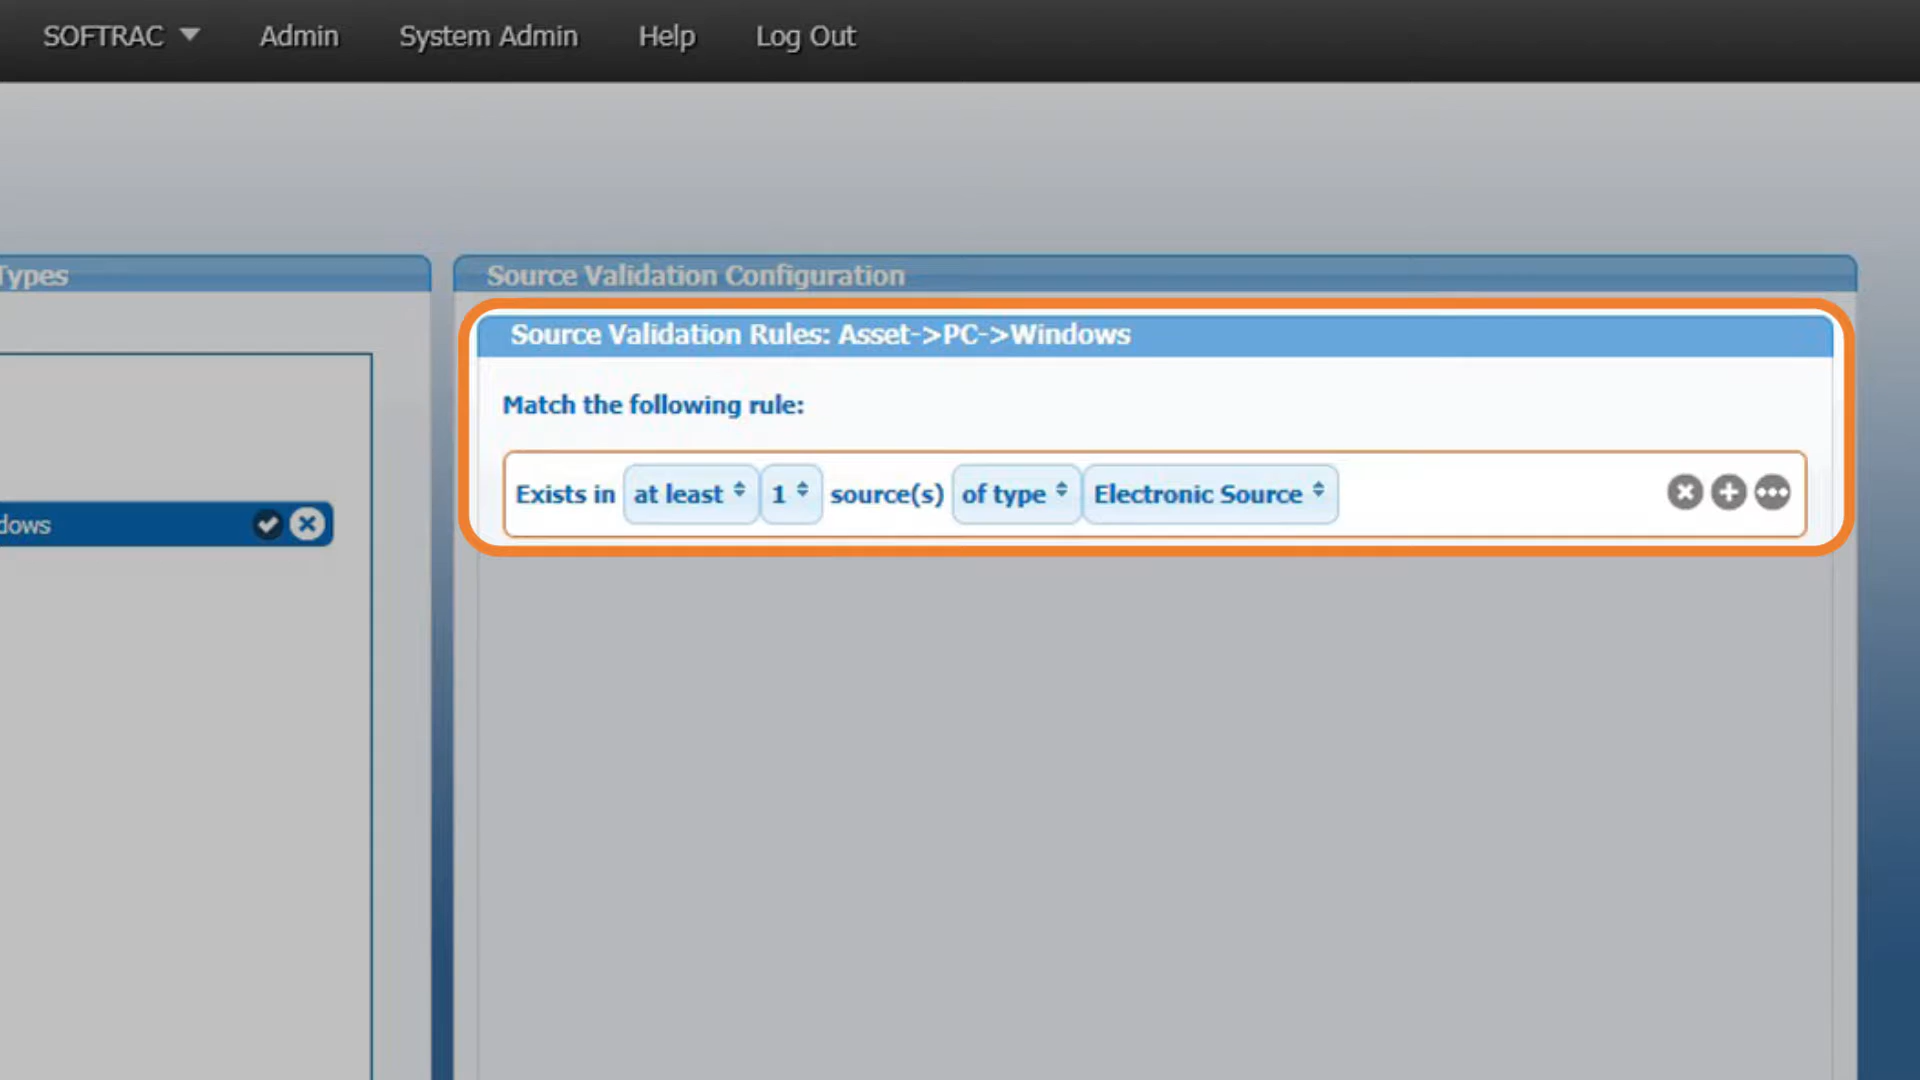 SOFTRAC Admin System Admin Help Log Out
Types
Source Validation Configuration
Source Validation Rules: Asset->PC->Windows
Match the following rule:
Exists in at least 1 source(s) of type Electronic Source
dows